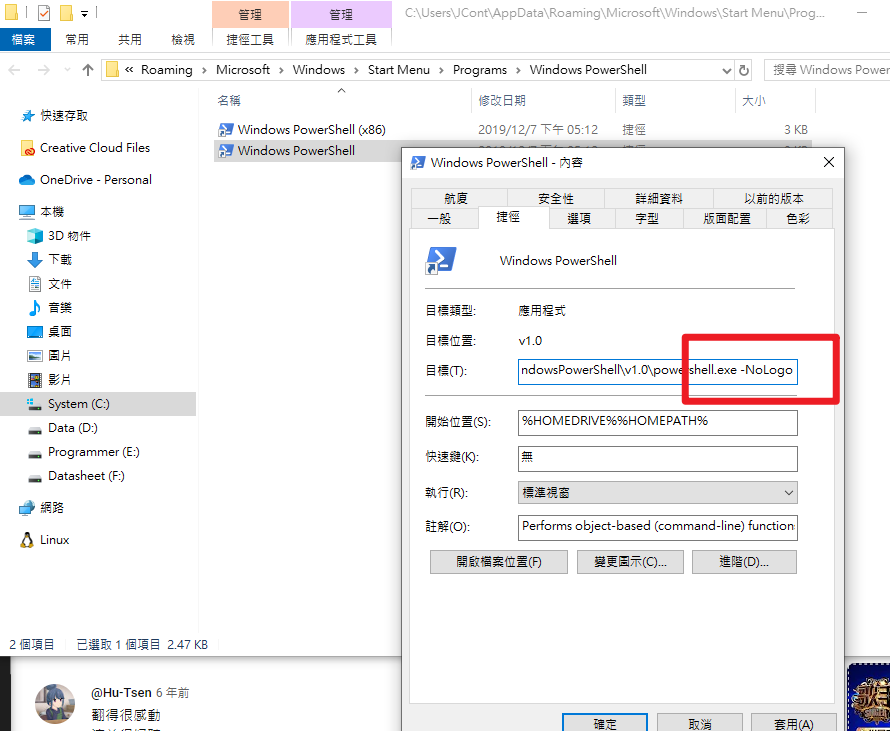 管理
管理
C:\Users\JCont\AppData\Roaming\Microsoft\Windows\Start Menu\Prog...
檔案
常用
共用
檢視
捷徑工具
應用程式工具
« Roaming › Microsoft › Windows › Start Menu › Programs › Windows PowerShell
搜尋 Windows Power
名稱
修改日期
類型
大小
Windows PowerShell (x86)
2019/12/7 下午 05:12
捷徑
3 KB
Windows PowerShell
快速存取
Creative Cloud Files
OneDrive - Personal
本機
3D 物件
下載
文件
音樂
桌面
圖片
影片
System (C:)
Data (D:)
Programmer (E:)
Datasheet (F:)
網路
Linux
2 個項目
已選取 1 個項目 2.47 KB
Windows PowerShell - 內容
航廈
安全性
詳細資料
以前的版本
一般
捷徑
選項
字型
版面配置
色彩
Windows PowerShell
目標類型:
應用程式
目標位置:
v1.0
目標(T):
ndowsPowerShell\v1.0\powershell.exe -NoLogo
開始位置(S):
%HOMEDRIVE%%HOMEPATH%
快速鍵(K):
無
執行(R):
標準視窗
註解(O):
Performs object-based (command-line) function
開啟檔案位置(F)
變更圖示(C)...
進階(D)...
確定
取消
套用(A)
@Hu-Tsen 6 年前
翻得很感動
歌手